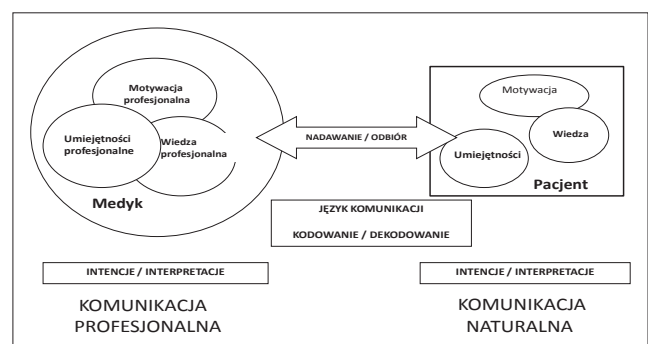 Motywacja
profesjonalna
Umiejętności
profesjonalne
Wiedza
profesjonalna
Medyk
NADAWANIE / ODBIÓR
Motywacja
Wiedza
Umiejętności
Pacjent
JĘZYK KOMUNIKACJI
KODOWANIE / DEKODOWANIE
INTENCJE / INTERPRETACJE
INTENCJE / INTERPRETACJE
KOMUNIKACJA
PROFESJONALNA
KOMUNIKACJA
NATURALNA